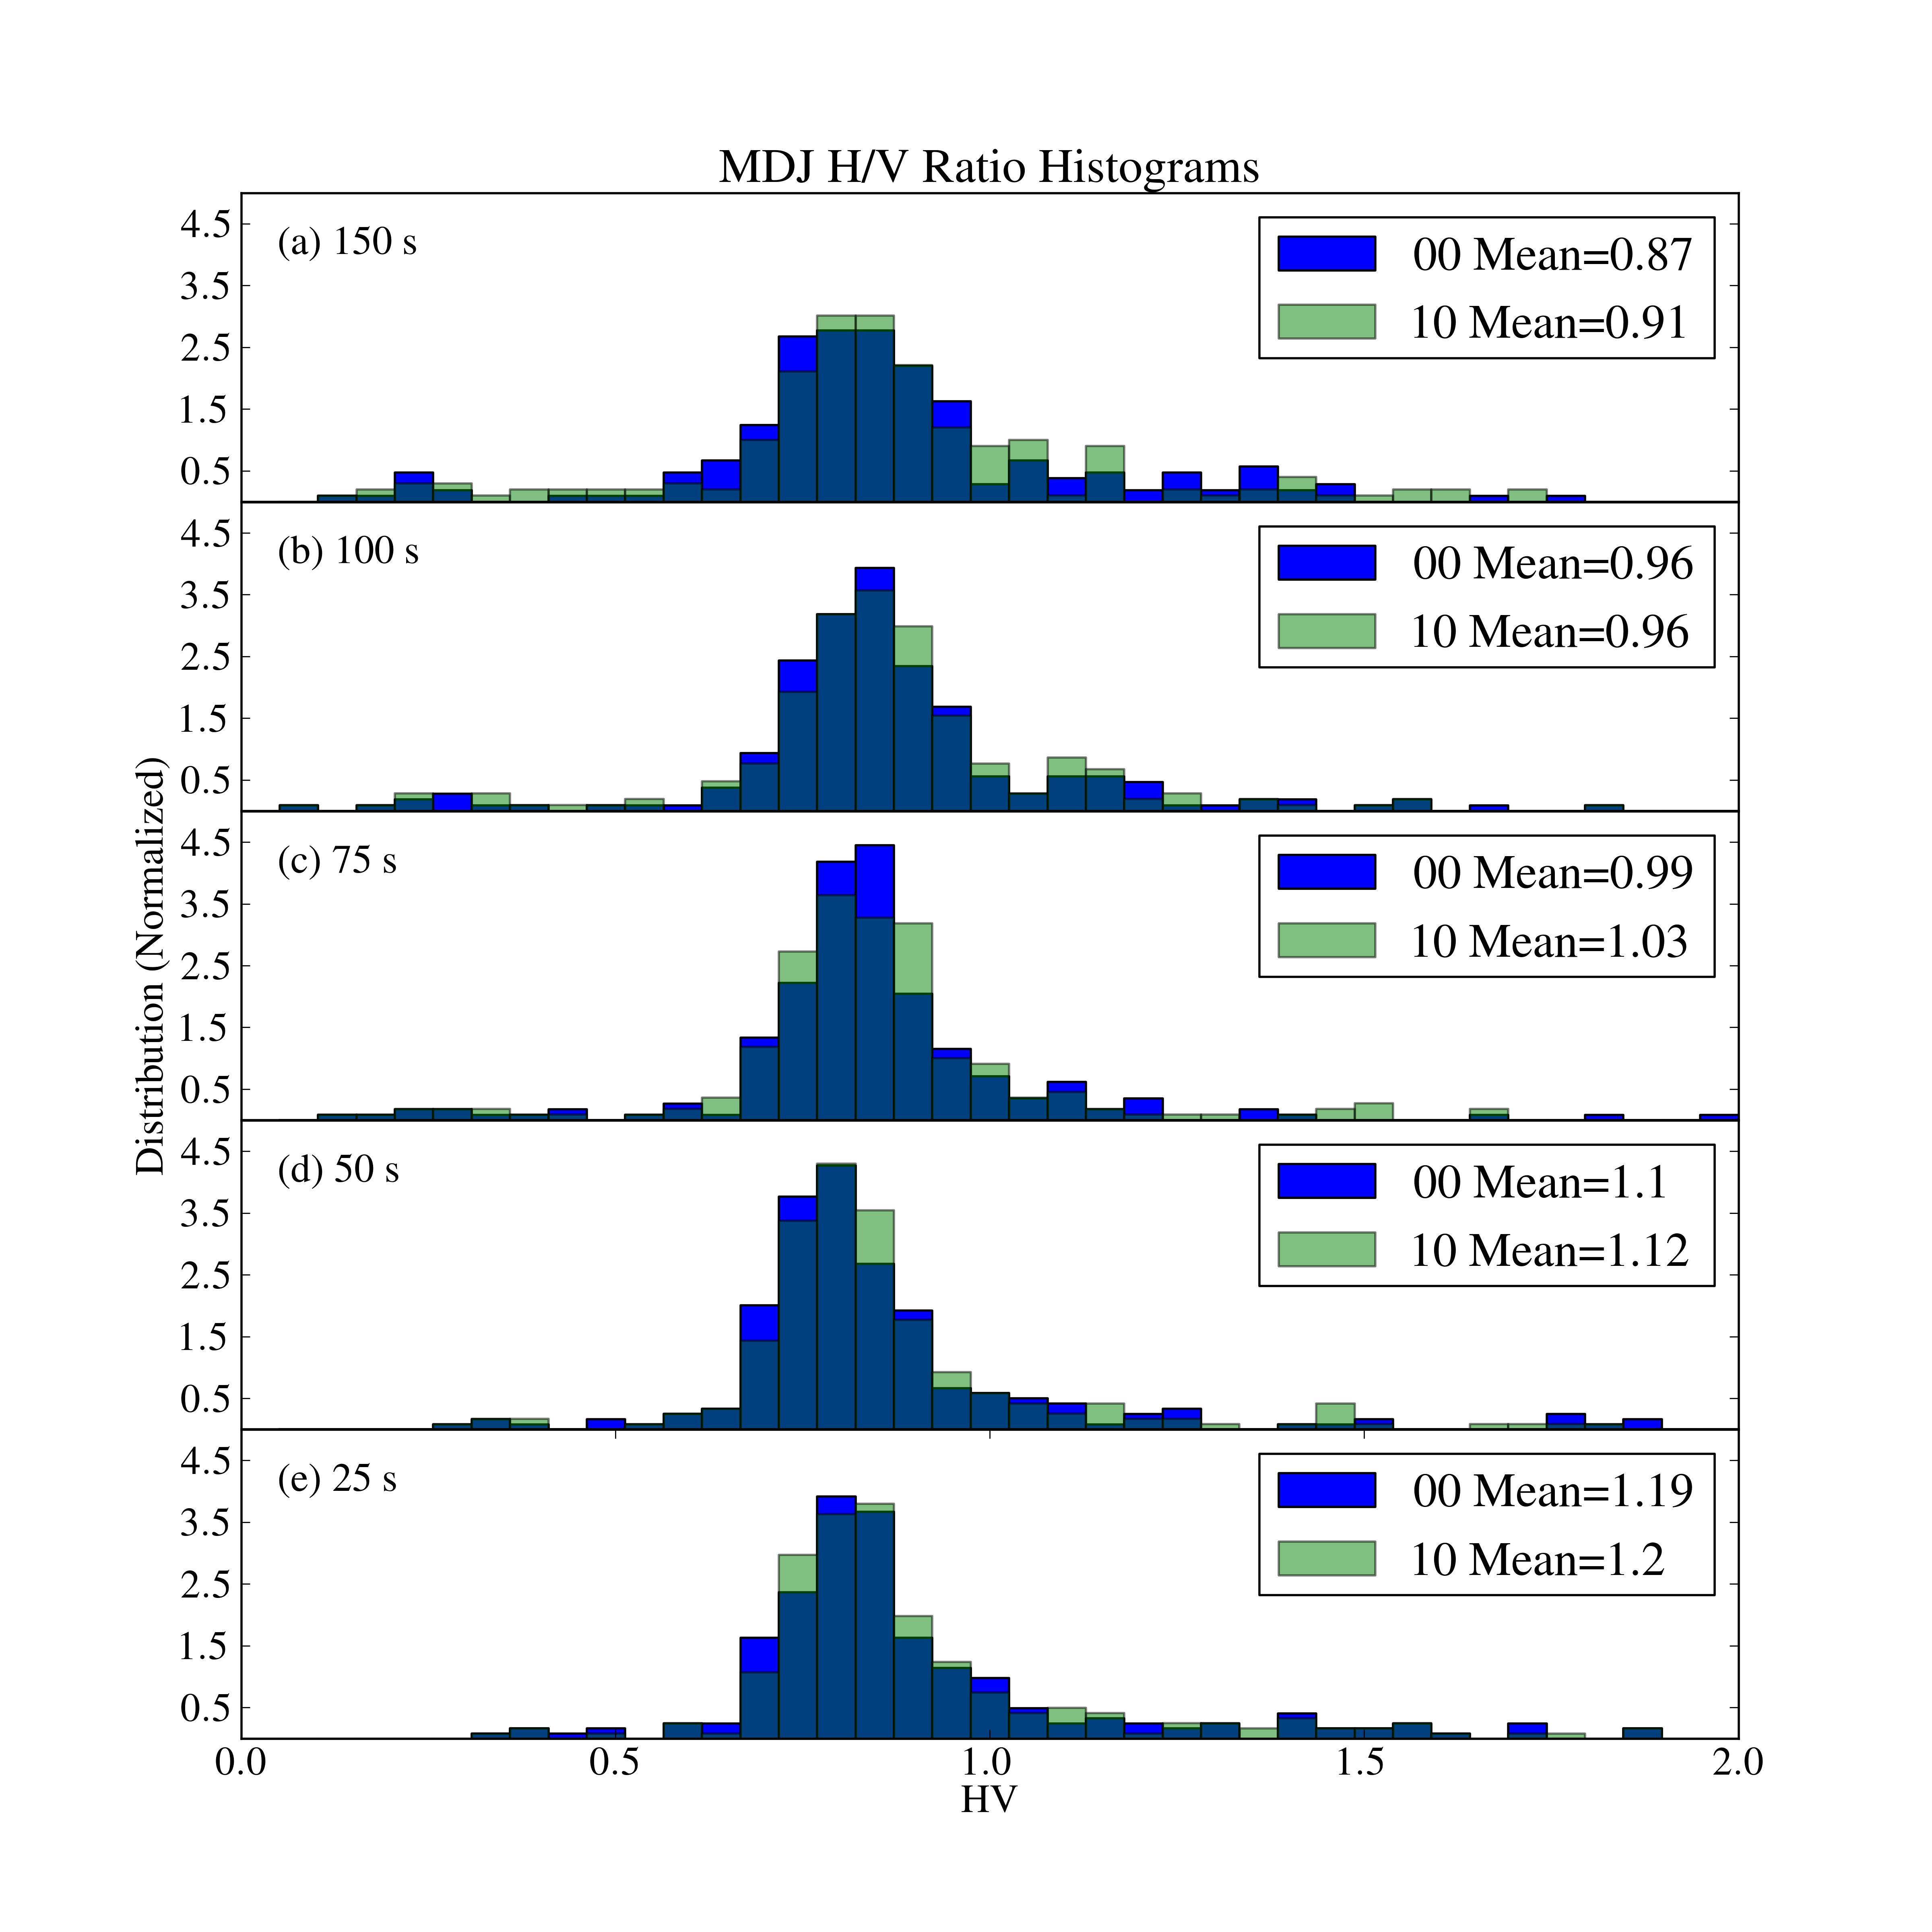 MDJ H/V Ratio Histograms
Distribution (Normalized)
4.5
3.5
2.5
1.5
0.5
(a) 150 s
00 Mean=0.87
10 Mean=0.91
4.5
3.5
2.5
1.5
0.5
(b) 100 s
00 Mean=0.96
10 Mean=0.96
4.5
3.5
2.5
1.5
0.5
(c) 75 s
00 Mean=0.99
10 Mean=1.03
4.5
3.5
2.5
1.5
0.5
(d) 50 s
00 Mean=1.1
10 Mean=1.12
4.5
3.5
2.5
1.5
0.5
(e) 25 s
00 Mean=1.19
10 Mean=1.2
0.0 0.5 1.0 1.5 2.0
HV